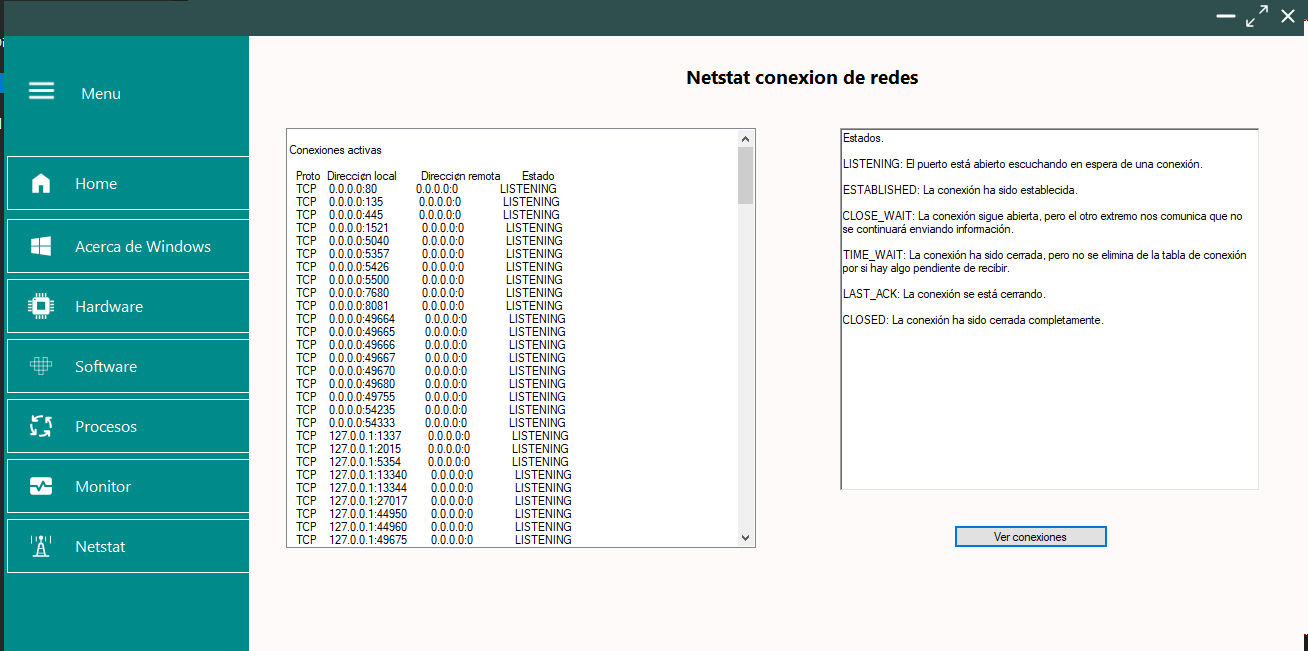 Menu
Home
Acerca de Windows
Hardware
Software
Procesos
Monitor
Netstat
Netstat conexion de redes
Conexiones activas
Proto Dirección local Dirección remota Estado
TCP 0.0.0.0:80 0.0.0.0:0 LISTENING
TCP 0.0.0.0:135 0.0.0.0:0 LISTENING
TCP 0.0.0.0:445 0.0.0.0:0 LISTENING
TCP 0.0.0.0:1521 0.0.0.0:0 LISTENING
TCP 0.0.0.0:5040 0.0.0.0:0 LISTENING
TCP 0.0.0.0:5357 0.0.0.0:0 LISTENING
TCP 0.0.0.0:5426 0.0.0.0:0 LISTENING
TCP 0.0.0.0:5500 0.0.0.0:0 LISTENING
TCP 0.0.0.0:7680 0.0.0.0:0 LISTENING
TCP 0.0.0.0:8081 0.0.0.0:0 LISTENING
TCP 0.0.0.0:49664 0.0.0.0:0 LISTENING
TCP 0.0.0.0:49665 0.0.0.0:0 LISTENING
TCP 0.0.0.0:49666 0.0.0.0:0 LISTENING
TCP 0.0.0.0:49667 0.0.0.0:0 LISTENING
TCP 0.0.0.0:49670 0.0.0.0:0 LISTENING
TCP 0.0.0.0:49680 0.0.0.0:0 LISTENING
TCP 0.0.0.0:49755 0.0.0.0:0 LISTENING
TCP 0.0.0.0:54235 0.0.0.0:0 LISTENING
TCP 0.0.0.0:54333 0.0.0.0:0 LISTENING
TCP 127.0.0.1:1337 0.0.0.0:0 LISTENING
TCP 127.0.0.1:2015 0.0.0.0:0 LISTENING
TCP 127.0.0.1:5354 0.0.0.0:0 LISTENING
TCP 127.0.0.1:13340 0.0.0.0:0 LISTENING
TCP 127.0.0.1:13344 0.0.0.0:0 LISTENING
TCP 127.0.0.1:27017 0.0.0.0:0 LISTENING
TCP 127.0.0.1:44950 0.0.0.0:0 LISTENING
TCP 127.0.0.1:44960 0.0.0.0:0 LISTENING
TCP 127.0.0.1:49675 0.0.0.0:0 LISTENING
Estados.
LISTENING: El puerto está abierto escuchando en espera de una conexión.
ESTABLISHED: La conexión ha sido establecida.
CLOSE_WAIT: La conexión sigue abierta, pero el otro extremo nos comunica que no
se continuará enviando información.
TIME_WAIT: La conexión ha sido cerrada, pero no se elimina de la tabla de conexión
por si hay algo pendiente de recibir.
LAST_ACK: La conexión se está cerrando.
CLOSED: La conexión ha sido cerrada completamente.
Ver conexiones